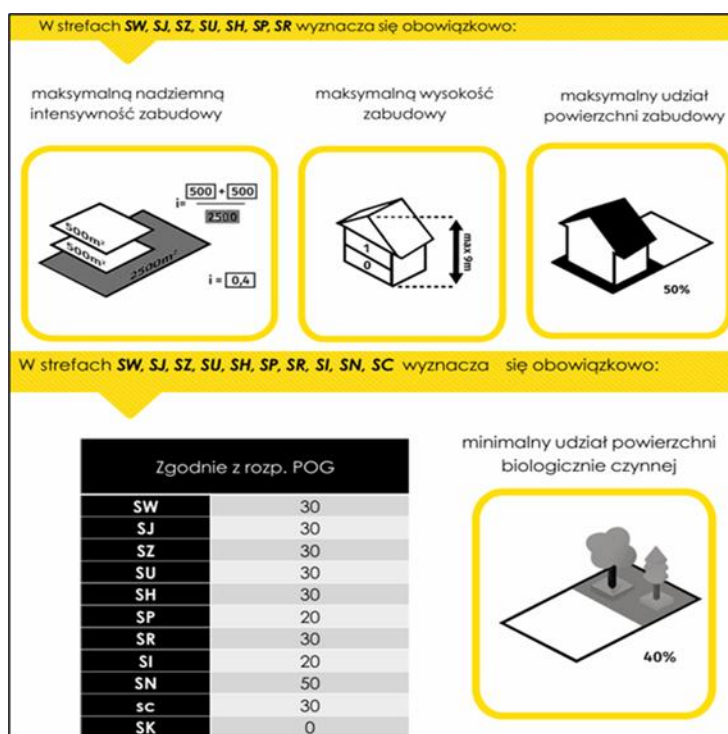 W strefach SW, SJ, SZ, SU, SH, SP, SR wyznacza się obowiązkowo:
maksymalną nadziemną
intensywność zabudowy
500m²
500m²
2500m²
i= 500 + 500
2500
i = 0,4
maksymalną wysokość
zabudowy
1
0
max 9m
maksymalny udział
powierzchni zabudowy
50%
W strefach SW, SJ, SZ, SU, SH, SP, SR, SI, SN, SC wyznacza się obowiązkowo:
Zgodnie z rozp. POG
SW 30
SJ 30
SZ 30
SU 30
SH 30
SP 20
SR 30
SI 20
SN 50
sc 30
SK 0
minimalny udział powierzchni
biologicznie czynnej
40%